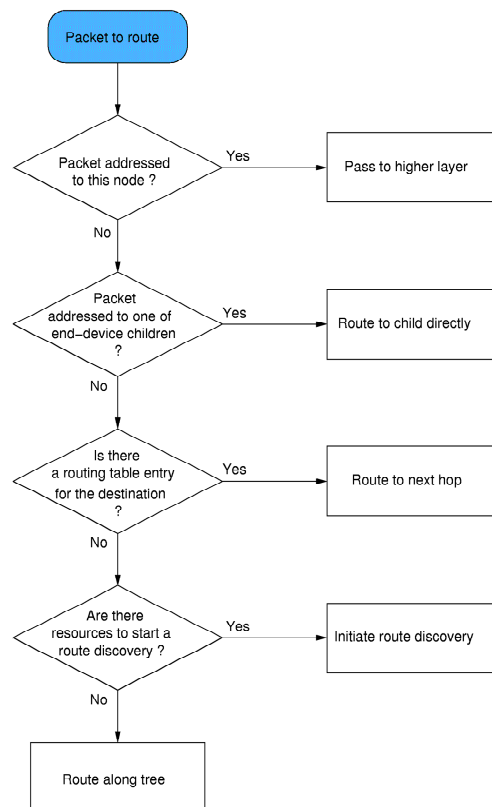 Packet to route
Packet addressed
to this node ?
Yes
Pass to higher layer
No
Packet
addressed to one of
end-device children
?
Yes
Route to child directly
No
Is there
a routing table entry
for the destination
?
Yes
Route to next hop
No
Are there
resources to start a
route discovery ?
Yes
Initiate route discovery
No
Route along tree